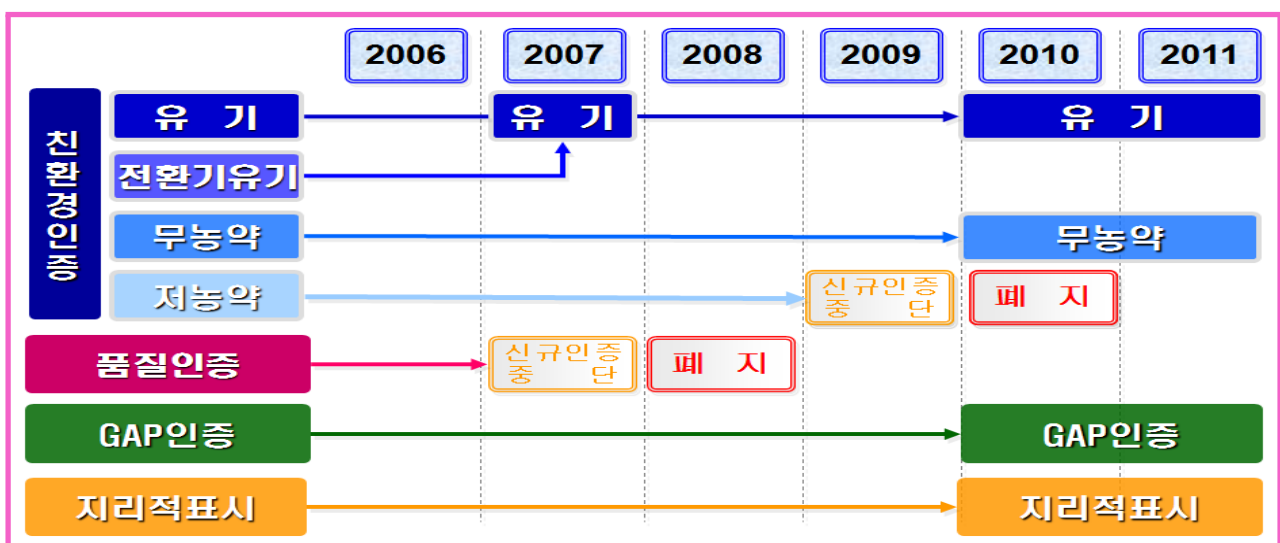 2006 2007 2008 2009 2010 2011
친환경인증
유 기 유 기 유 기
전환기유기
무농약 무농약
저농약 신규인증 중 단 폐 지
품질인증 신규인증 중 단 폐 지
GAP인증 GAP인증
지리적표시 지리적표시